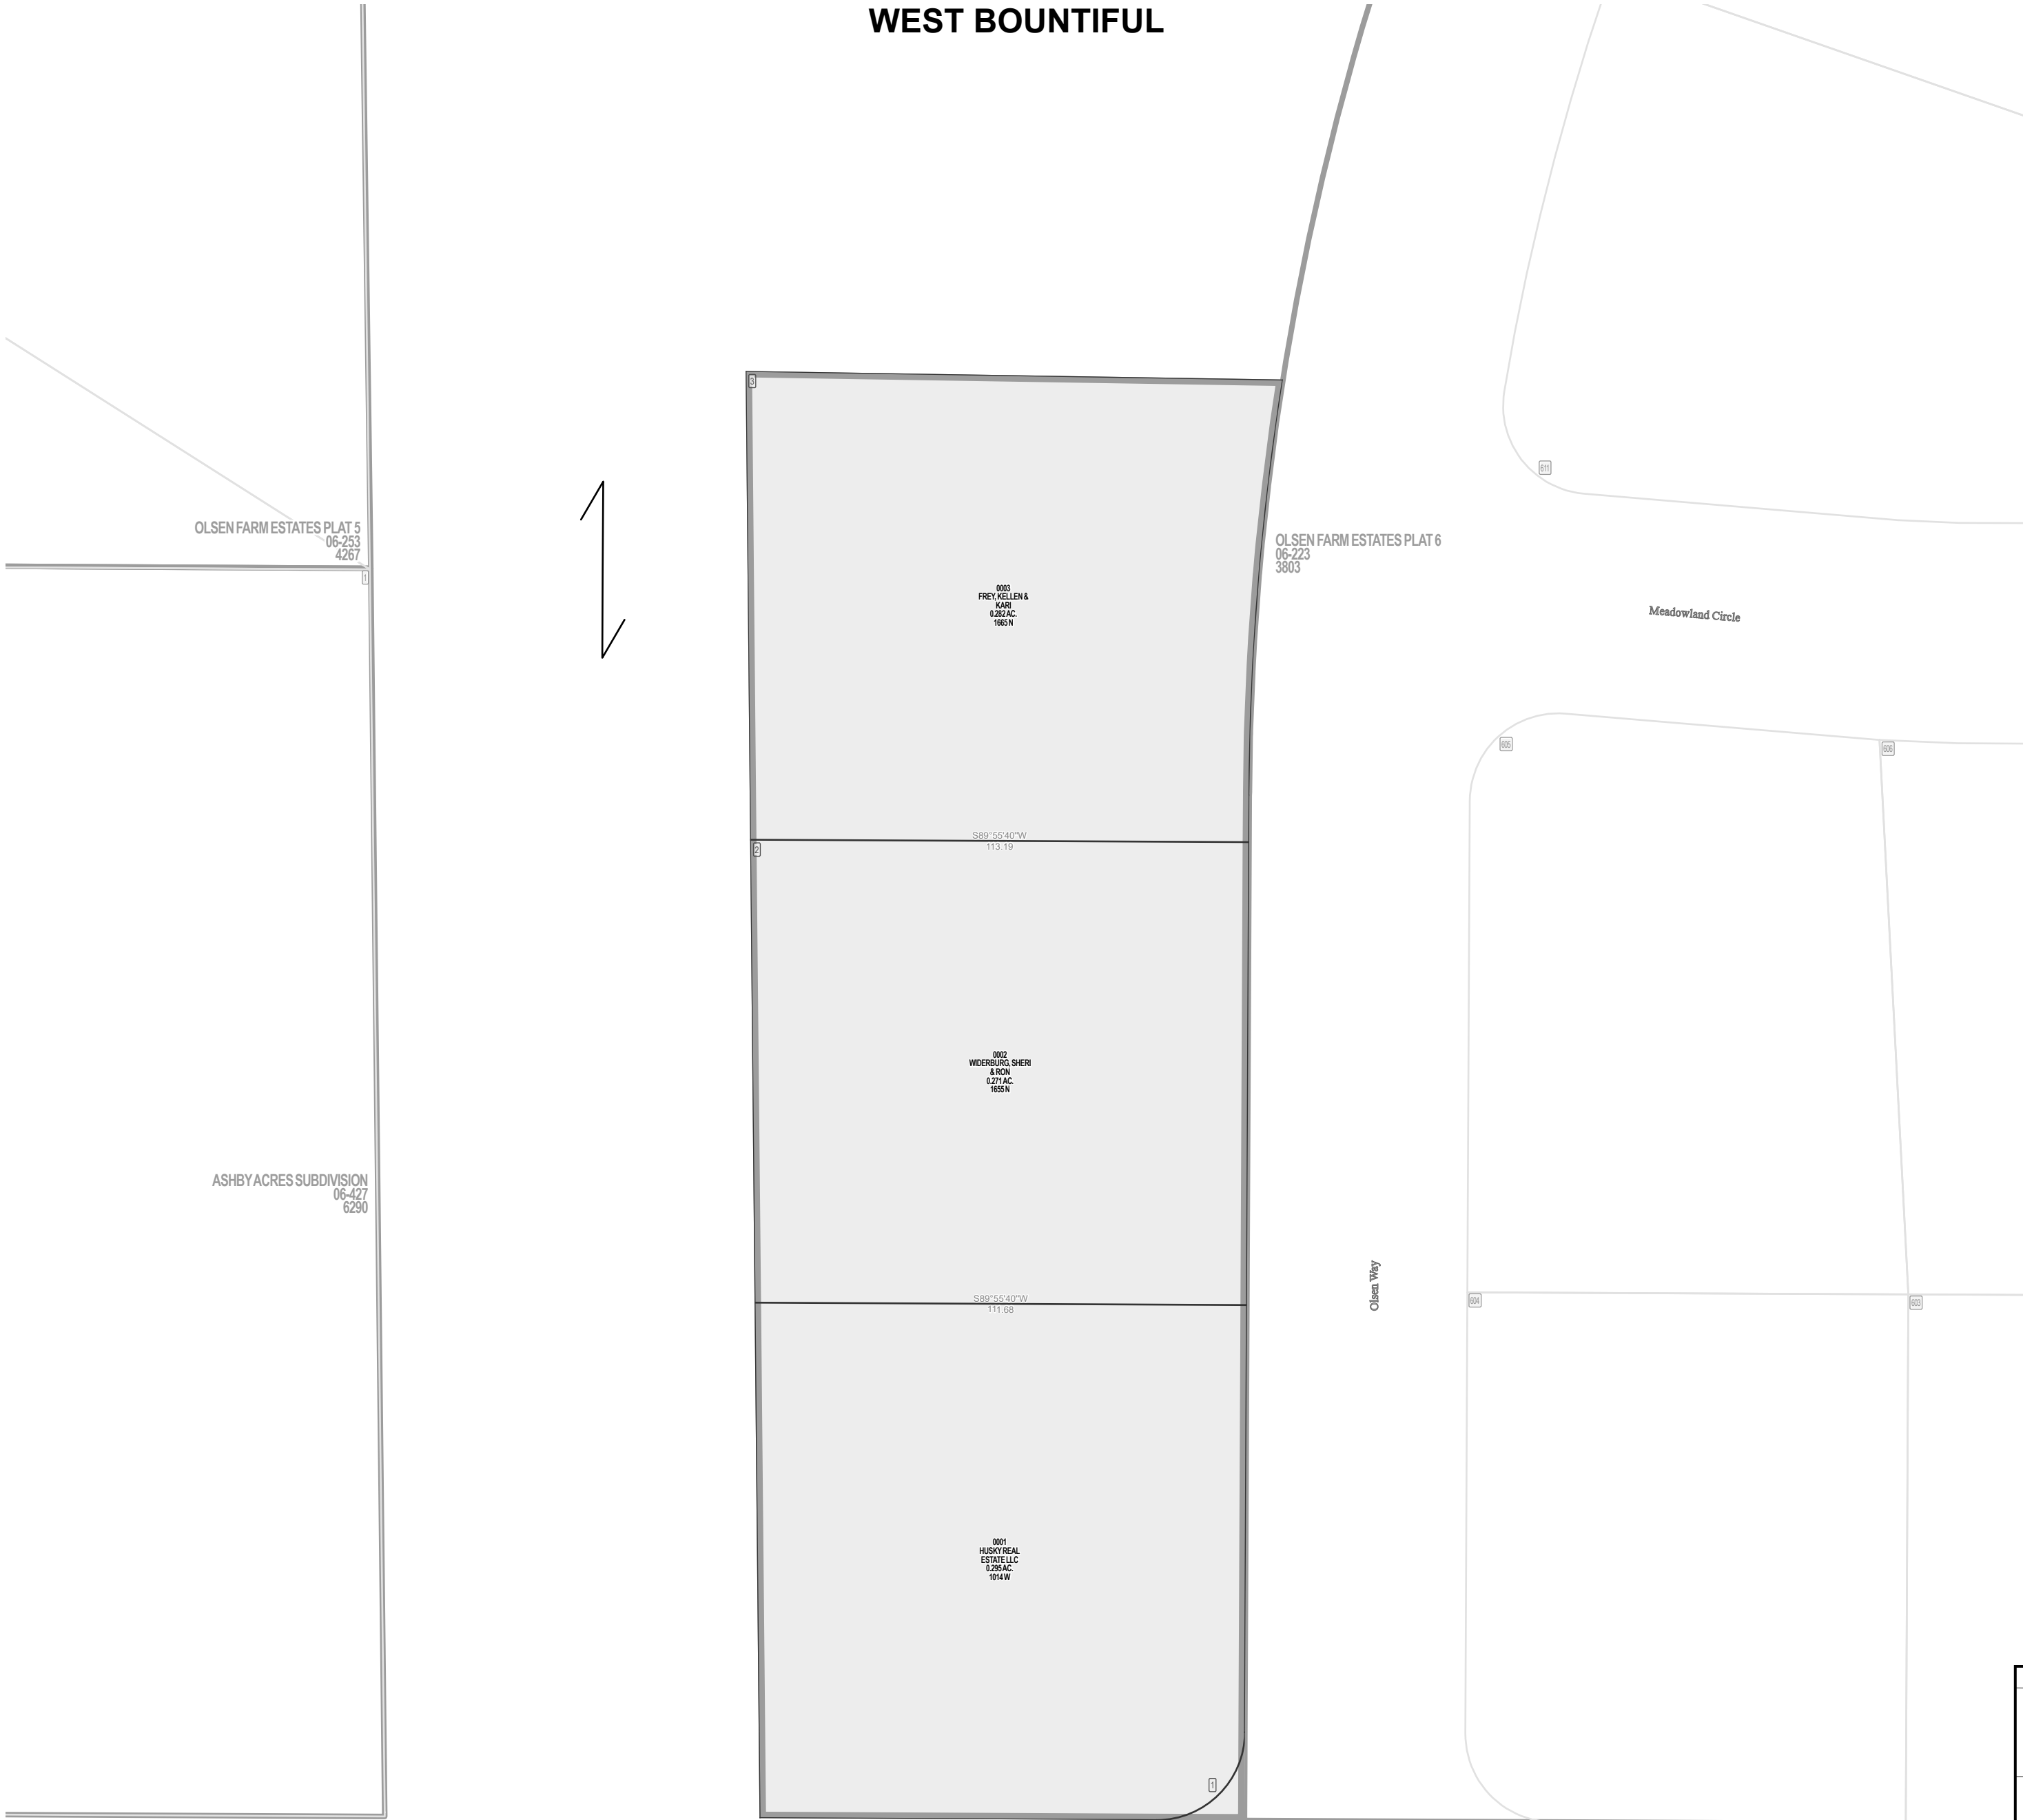 WEST BOUNTIFUL
3
611
OLSEN FARM ESTATES PLAT 5
06-253
4267
1
OLSEN FARM ESTATES PLAT 6
06-223
3803
0003
FREY, KELLEN &
KARI
0.282 AC.
1665 N
Meadowland Circle
605
606
S89°55'40"W
113.19
2
0002
WIDERBURG, SHERI
& RON
0.271 AC.
1655 N
ASHBY ACRES SUBDIVISION
06-427
6290
Olsen Way
S89°55'40"W
111.68
604
603
0001
HUSKY REAL
ESTATE LLC
0.295 AC.
1014 W
1